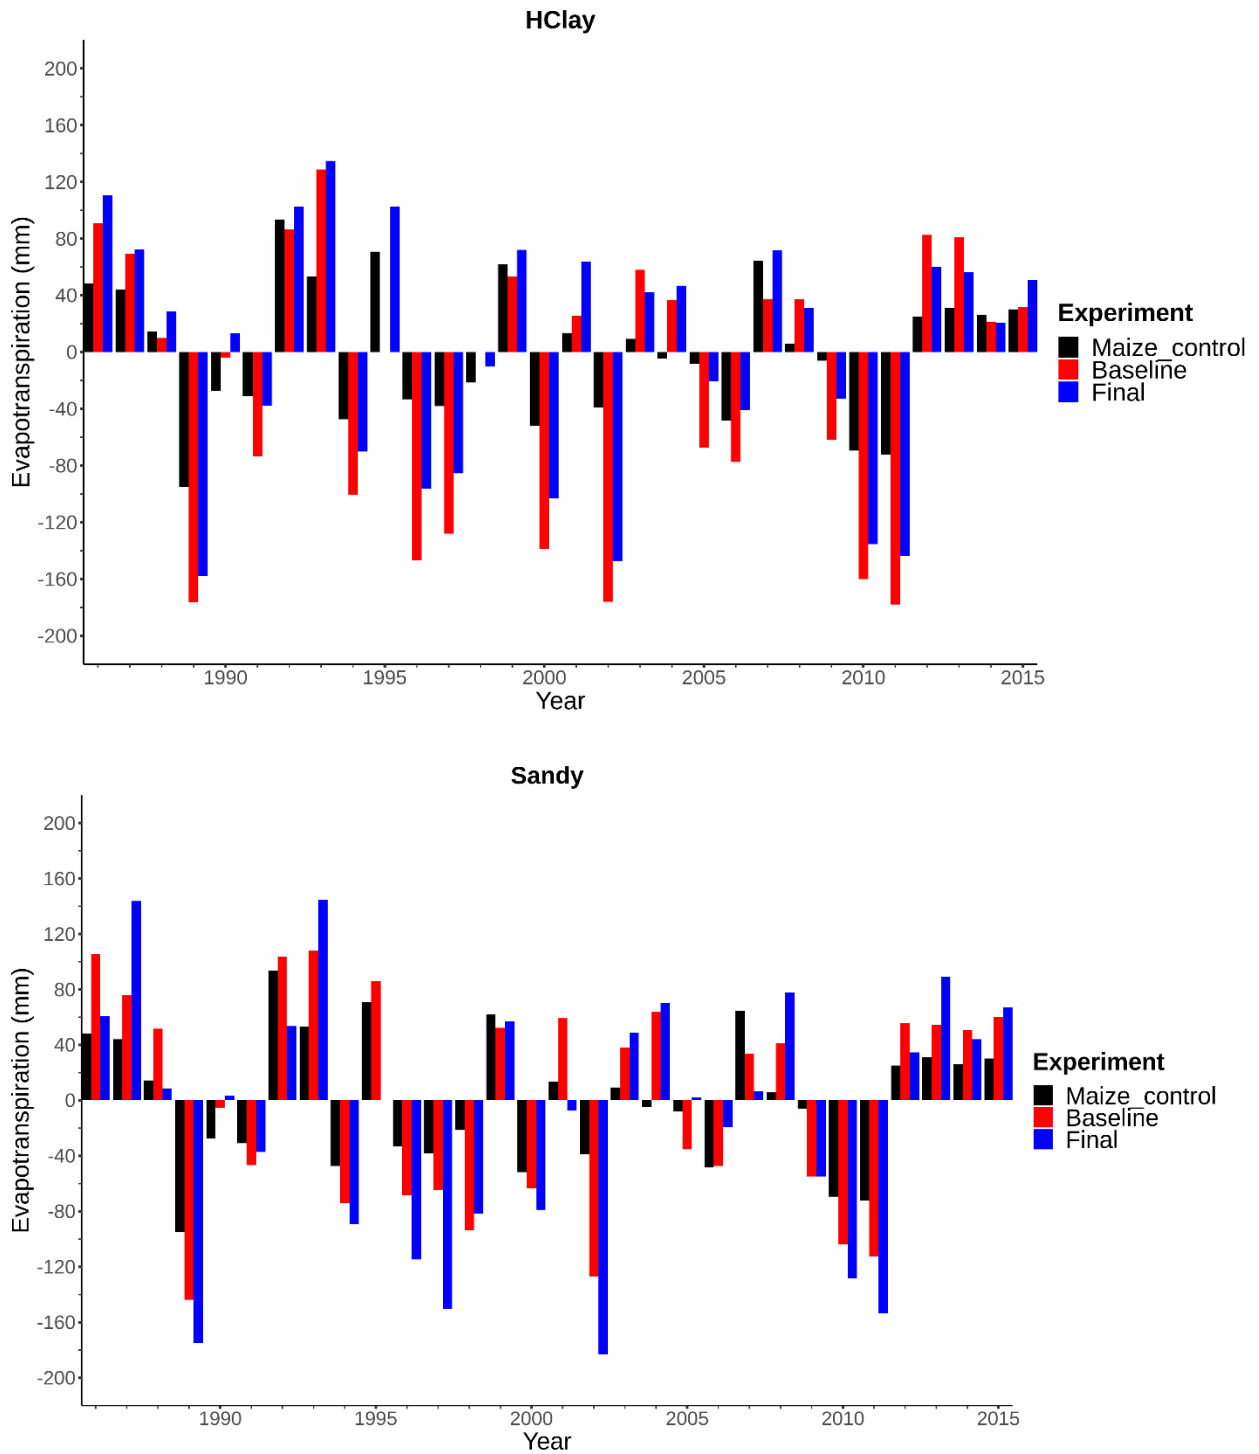 HClay
Evapotranspiration (mm)
200
160
120
80
40
0
-40
-80
-120
-160
-200
1990 1995 2000 2005 2010 2015
Year
Experiment
Maize_control
Baseline
Final
Sandy
Evapotranspiration (mm)
200
160
120
80
40
0
-40
-80
-120
-160
-200
1990 1995 2000 2005 2010 2015
Year
Experiment
Maize_control
Baseline
Final